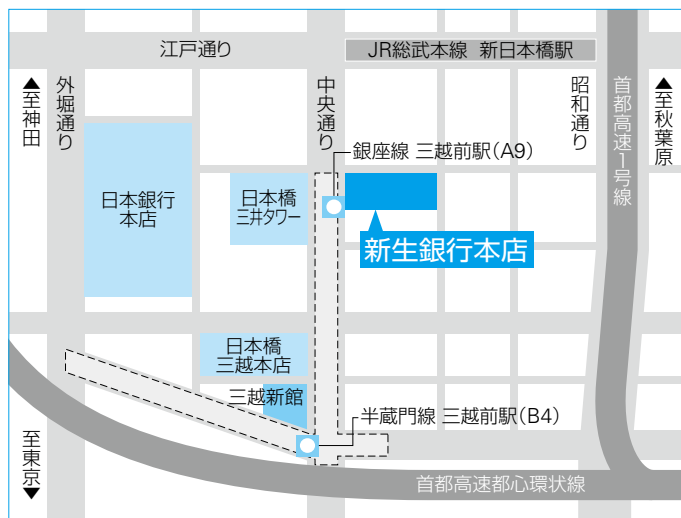 江戸通り
JR総武本線 新日本橋駅
▲至神田
外堀通り
中央通り
昭和通り
首都高速1号線
▲至秋葉原
銀座線 三越前駅(A9)
日本銀行
本店
日本橋
三井タワー
新生銀行本店
日本橋
三越本店
三越新館
半蔵門線 三越前駅(B4)
至東京▼
首都高速都心環状線